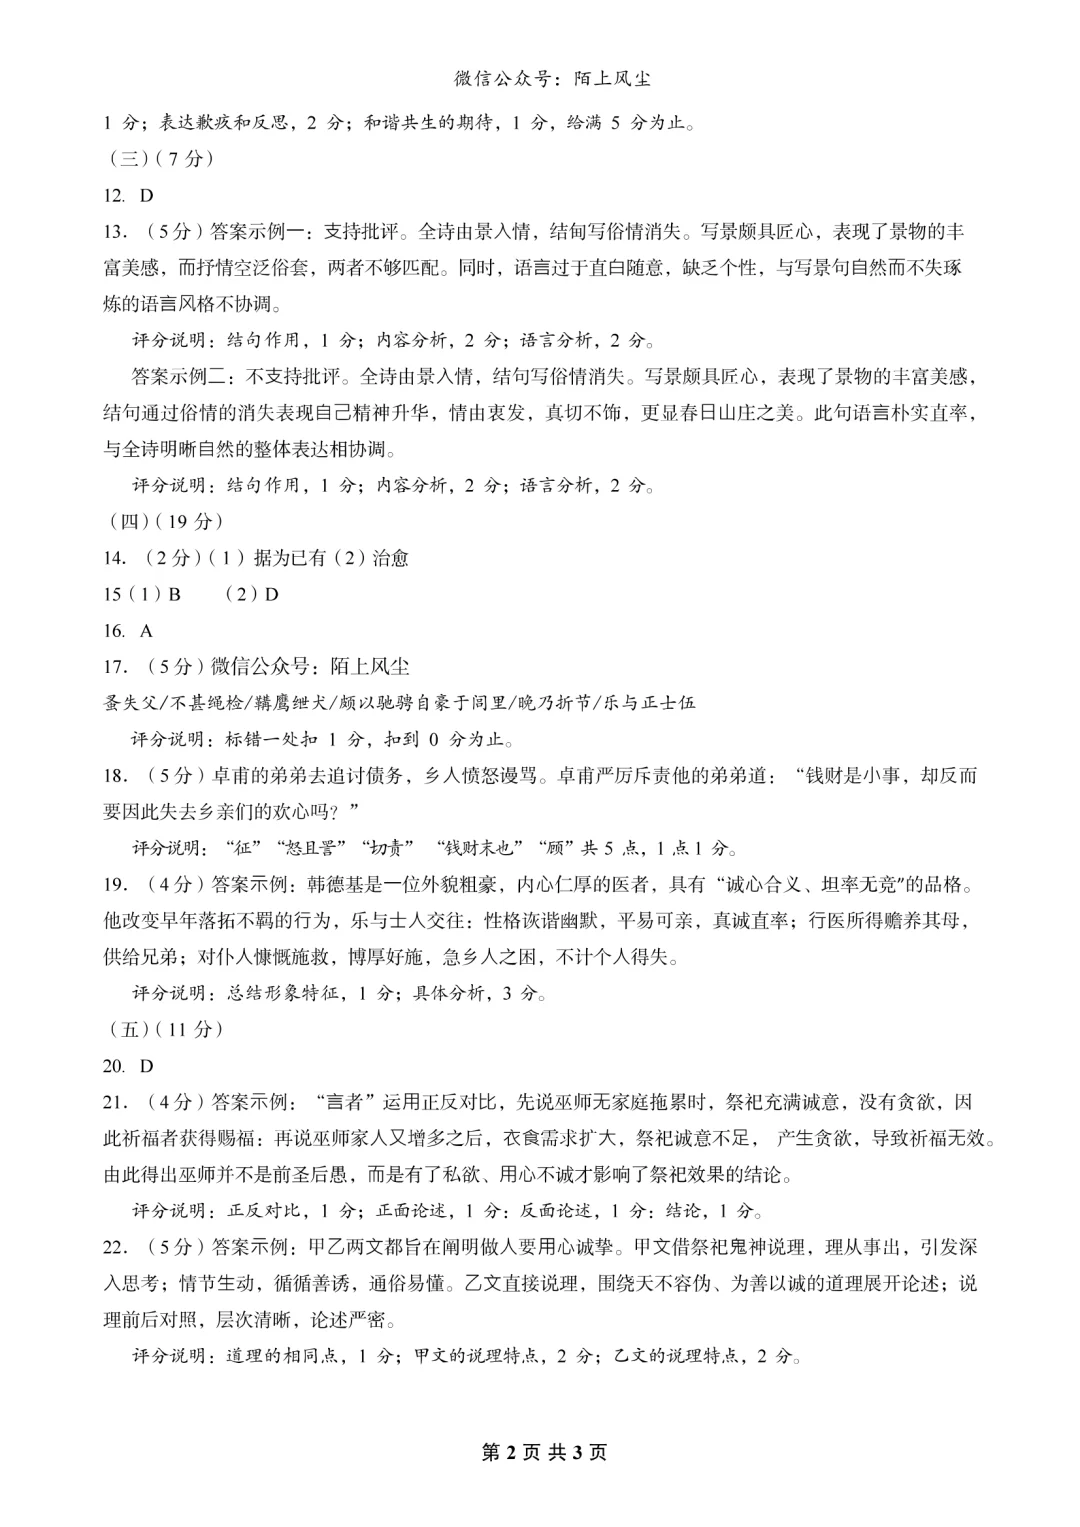 微信公众号：陌上风尘
1 分；表达歉疚和反思，2 分；和谐共生的期待，1 分，给满 5 分为止。
（三）（7 分）
12．D
13．（5 分）答案示例一：支持批评。全诗由景入情，结甸写俗情消失。写景颇具匠心，表现了景物的丰
富美感，而抒情空泛俗套，两者不够匹配。同时，语言过于直白随意，缺乏个性，与写景句自然而不失琢
炼的语言风格不协调。
评分说明：结句作用，1 分；内容分析，2 分；语言分析，2 分。
答案示例二：不支持批评。全诗由景入情，结句写俗情消失。写景颇具匠心，表现了景物的丰富美感，
结句通过俗情的消失表现自己精神升华，情由衷发，真切不饰，更显春日山庄之美。此句语言朴实直率，
与全诗明晰自然的整体表达相协调。
评分说明：结句作用，1 分；内容分析，2 分；语言分析，2 分。
（四）（19 分）
14．（2 分）（1）据为已有（2）治愈
15（1）B （2）D
16．A
17．（5 分）微信公众号：陌上风尘
蚤失父/不甚绳检/鞲鹰绁犬/颇以驰骋自豪于闾里/晚乃折节/乐与正士伍
评分说明：标错一处扣 1 分，扣到 0 分为止。
18．（5 分）卓甫的弟弟去追讨债务，乡人愤怒谩骂。卓甫严厉斥责他的弟弟道：“钱财是小事，却反而
要因此失去乡亲们的欢心吗？”
评分说明：“征”“怒且詈”“切责” “钱财末也”“顾”共 5 点，1 点 1 分。
19．（4 分）答案示例：韩德基是一位外貌粗豪，内心仁厚的医者，具有“诚心合义、坦率无竞”的品格。
他改变早年落拓不羁的行为，乐与士人交往：性格诙谐幽默，平易可亲，真诚直率；行医所得赡养其母，
供给兄弟；对仆人慷慨施救，博厚好施，急乡人之困，不计个人得失。
评分说明：总结形象特征，1 分；具体分析，3 分。
（五）（11 分）
20．D
21．（4 分）答案示例：“言者”运用正反对比，先说巫师无家庭拖累时，祭祀充满诚意，没有贪欲，因
此祈福者获得赐福：再说巫师家人又增多之后，衣食需求扩大，祭祀诚意不足， 产生贪欲，导致祈福无效。
由此得出巫师并不是前圣后愚，而是有了私欲、用心不诚才影响了祭祀效果的结论。
评分说明：正反对比，1 分；正面论述，1 分：反面论述，1 分：结论，1 分。
22．（5 分）答案示例：甲乙两文都旨在阐明做人要用心诚挚。甲文借祭祀鬼神说理，理从事出，引发深
入思考；情节生动，循循善诱，通俗易懂。乙文直接说理，围绕天不容伪、为善以诚的道理展开论述；说
理前后对照，层次清晰，论述严密。
评分说明：道理的相同点，1 分；甲文的说理特点，2 分；乙文的说理特点，2 分。
第 2 页 共 3 页